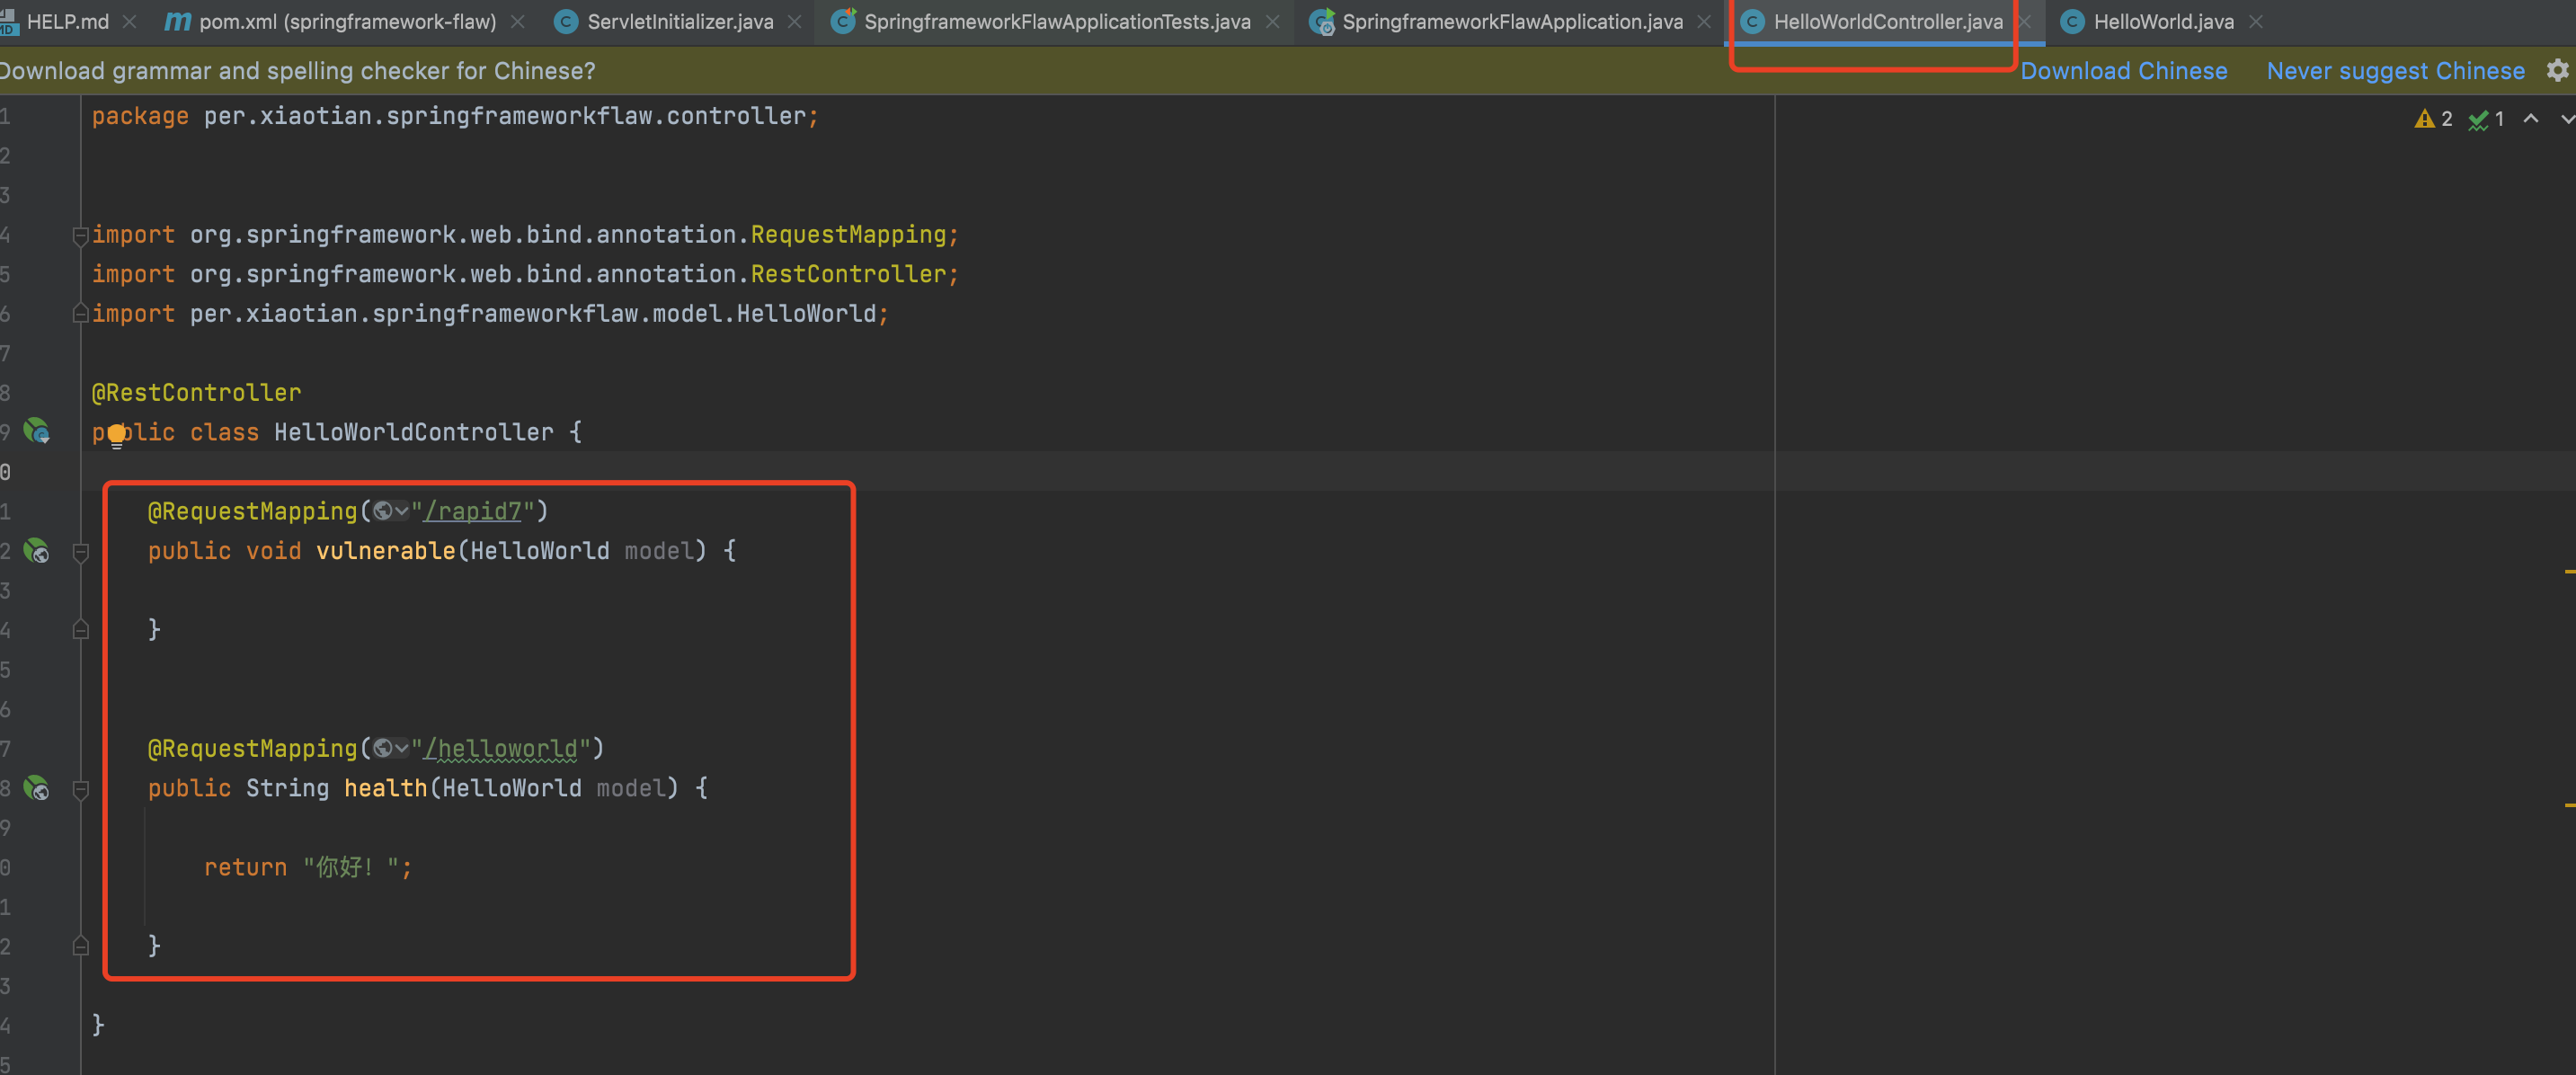 HELP.md pom.xml (springframework-flaw) ServletInitializer.java SpringframeworkFlawApplicationTests.java SpringframeworkFlawApplication.java HelloWorldController.java HelloWorld.java
Download grammar and spelling checker for Chinese? Download Chinese Never suggest Chinese
1 package per.xiaotian.springframeworkflaw.controller; 2 1
2
3
4 import org.springframework.web.bind.annotation.RequestMapping;
5 import org.springframework.web.bind.annotation.RestController;
6 import per.xiaotian.springframeworkflaw.model.HelloWorld;
7
8 @RestController
9 public class HelloWorldController {
0
1 @RequestMapping("/rapid7")
2 public void vulnerable(HelloWorld model) {
3
4 }
5
6
7 @RequestMapping("/helloworld")
8 public String health(HelloWorld model) {
9
0 return "你好！";
1
2 }
3
4 }
5